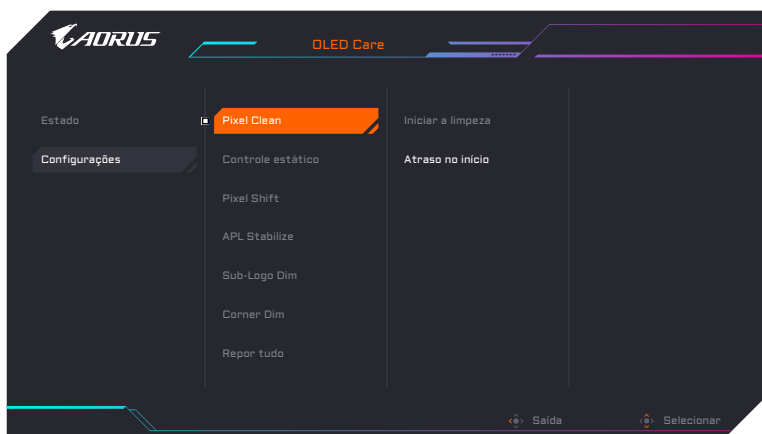 AORUS
OLED Care
Estado
Configurações
Pixel Clean
Controle estático
Pixel Shift
APL Stabilize
Sub-Logo Dim
Corner Dim
Repor tudo
Iniciar a limpeza
Atraso no início
Saída
Selecionar